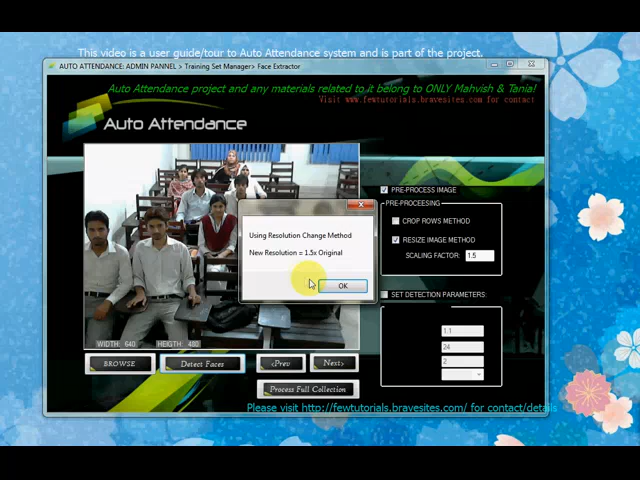 This video is a user guide/tour to Auto Attendance system and is part of the project.
AUTO ATTENDANCE: ADMIN PANNEL > Training Set Manager> Face Extractor
Auto Attendance project and any materials related to it belong to ONLY Mahvish & Tania!
Visit www.fewtutorials.bravesites.com for contact
Auto Attendance
PRE-PROCESS IMAGE
PRE-PROCEESING
CROP ROWS METHOD
RESIZE IMAGE METHOD
SCALING FACTOR: 1.5
Using Resolution Change Method
New Resolution = 1.5x Original
OK
SET DETECTION PARAMETERS:
1.1
24
2
WIDTH: 640 HEIGTH: 480
BROWSE
Detect Faces
<Prev
Next>
Process Full Collection
Please visit http://fewtutorials.bravesites.com/ for contact/details